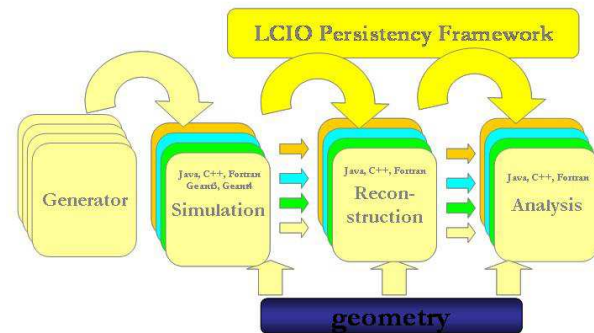 LCIO Persistency Framework
Generator
Java, C++, Fortran
Geant3, Geant4
Simulation
Java, C++, Fortran
Recon-
struction
Java, C++, Fortran
Analysis
geometry